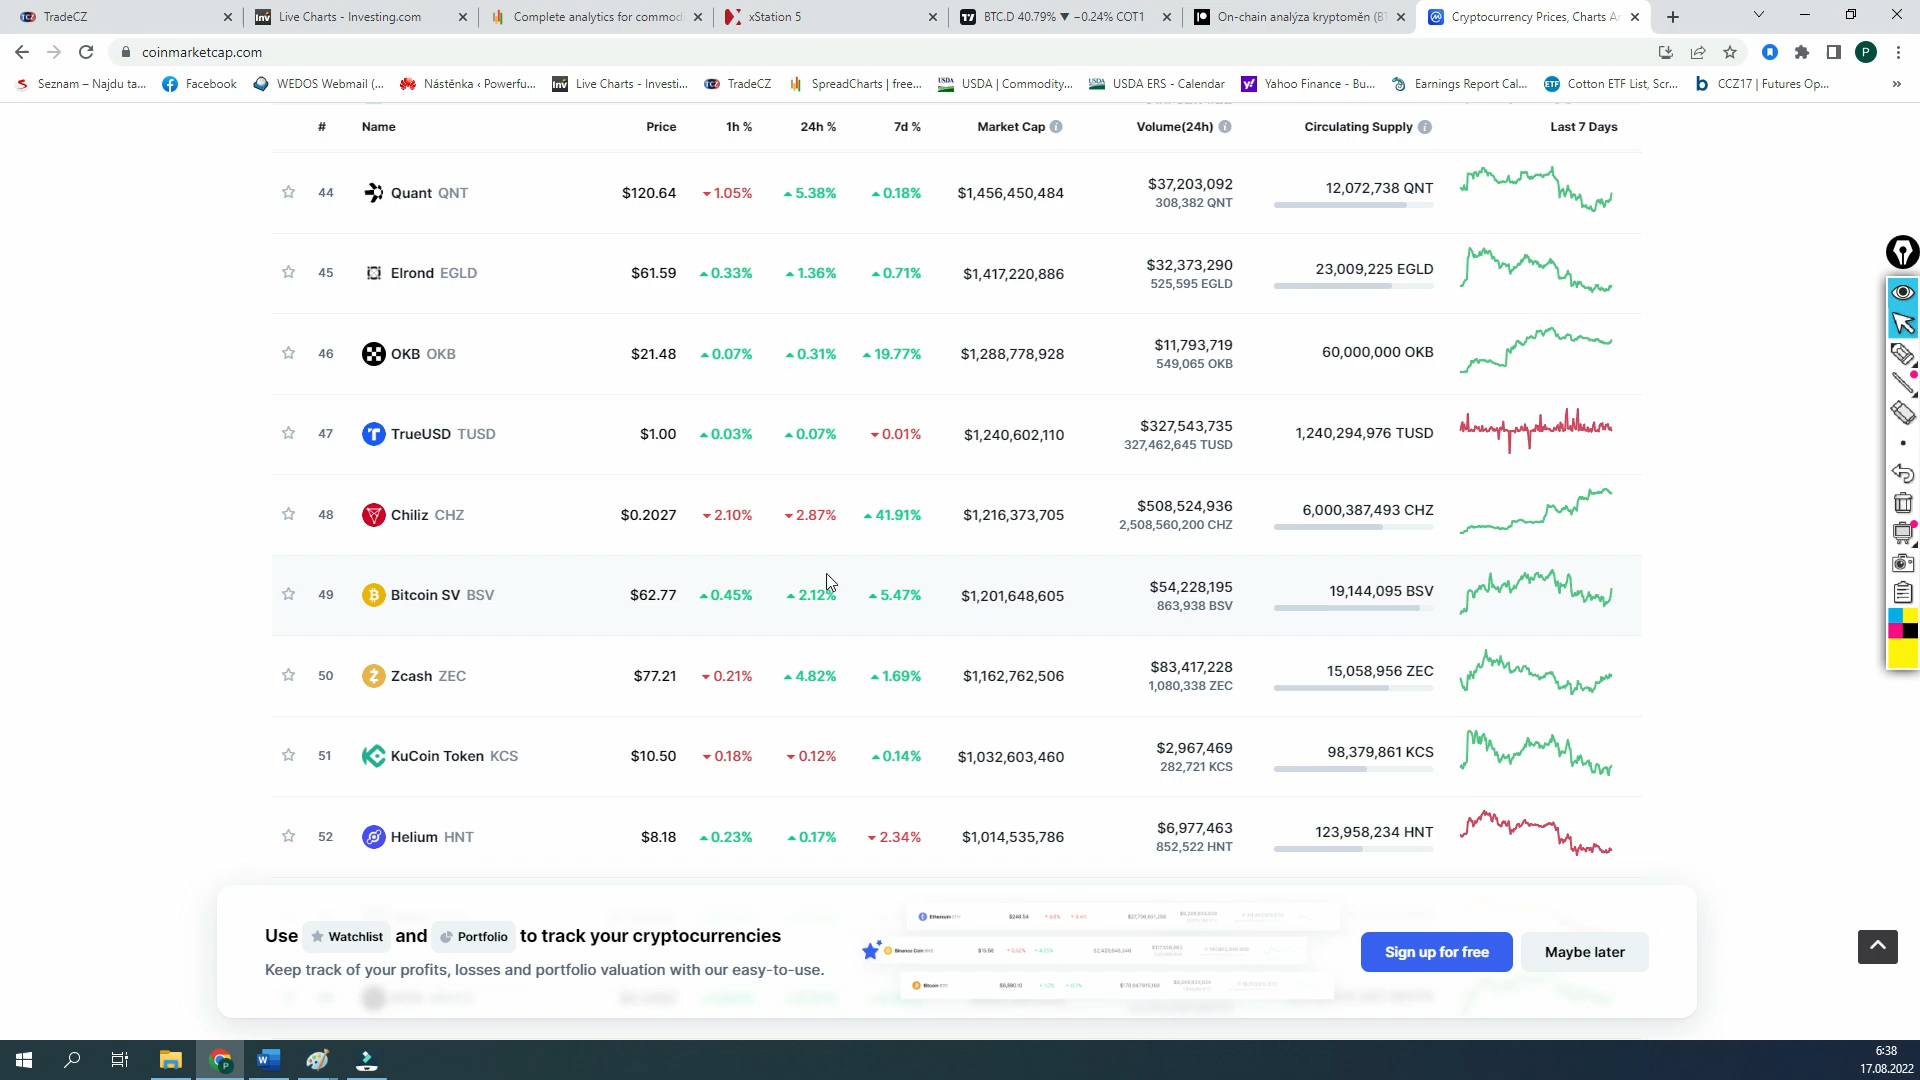 TradeCZ
Live Charts - Investing.com
Complete analytics for commod
xStation 5
BTC.D 40.79% ▼ −0.24% COT1
On-chain analýza kryptoměn (BT
Cryptocurrency Prices, Charts A
coinmarketcap.com
Seznam – Najdu ta...
Facebook
WEDOS Webmail (...
Nástěnka ‹ Powerfu...
Live Charts - Investi...
TradeCZ
SpreadCharts | free...
USDA | Commodity...
USDA ERS - Calendar
Yahoo Finance - Bu...
Earnings Report Cal...
Cotton ETF List, Scr...
CCZ17 | Futures Op...
# Name Price 1h % 24h % 7d % Market Cap Volume(24h) Circulating Supply Last 7 Days
44 Quant QNT $120.64 1.05% 5.38% 0.18% $1,456,450,484 $37,203,092 12,072,738 QNT
308,382 QNT
45 Elrond EGLD $61.59 0.33% 1.36% 0.71% $1,417,220,886 $32,373,290 23,009,225 EGLD
525,595 EGLD
46 OKB OKB $21.48 0.07% 0.31% 19.77% $1,288,778,928 $11,793,719 60,000,000 OKB
549,065 OKB
47 TrueUSD TUSD $1.00 0.03% 0.07% 0.01% $1,240,602,110 $327,543,735 1,240,294,976 TUSD
327,462,645 TUSD
48 Chiliz CHZ $0.2027 2.10% 2.87% 41.91% $1,216,373,705 $508,524,936 6,000,387,493 CHZ
2,508,560,200 CHZ
49 Bitcoin SV BSV $62.77 0.45% 2.12% 5.47% $1,201,648,605 $54,228,195 19,144,095 BSV
863,938 BSV
50 Zcash ZEC $77.21 0.21% 4.82% 1.69% $1,162,762,506 $83,417,228 15,058,956 ZEC
1,080,338 ZEC
51 KuCoin Token KCS $10.50 0.18% 0.12% 0.14% $1,032,603,460 $2,967,469 98,379,861 KCS
282,721 KCS
52 Helium HNT $8.18 0.23% 0.17% 2.34% $1,014,535,786 $6,977,463 123,958,234 HNT
852,522 HNT
Use Watchlist and Portfolio to track your cryptocurrencies
Keep track of your profits, losses and portfolio valuation with our easy-to-use.
Sign up for free
Maybe later
6:38
17.08.2022